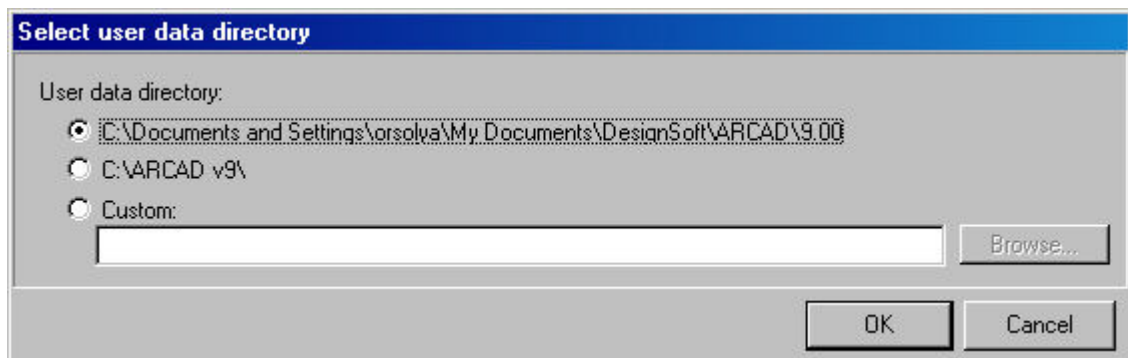 Select user data directory
User data directory:
C:\Documents and Settings\orsolya\My Documents\DesignSoft\ARCAD\9.00
C:\ARCAD v9\
Custom:
Browse...
OK
Cancel